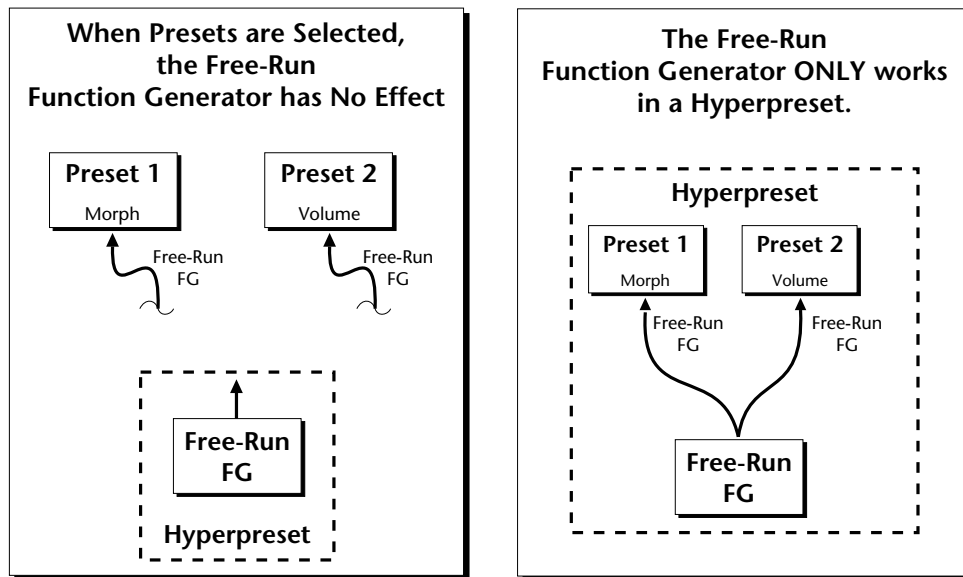 When Presets are Selected,
the Free-Run
Function Generator has No Effect
Preset 1
Morph
Preset 2
Volume
Free-Run
FG
Free-Run
FG
Free-Run
FG
Hyperpreset
The Free-Run
Function Generator ONLY works
in a Hyperpreset.
Hyperpreset
Preset 1
Morph
Preset 2
Volume
Free-Run
FG
Free-Run
FG
Free-Run
FG